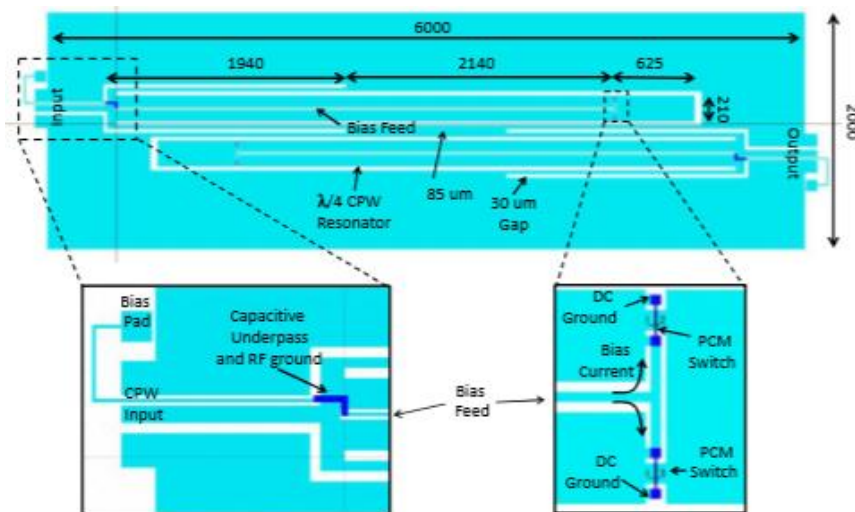 6000
1940
2140
625
210
2000
Input
Bias Feed
Output
λ/4 CPW
Resonator
85 um
30 um
Gap
Bias
Pad
Capacitive
Underpass
and RF ground
CPW
Input
Bias
Feed
DC
Ground
PCM
Switch
Bias
Current
PCM
Switch
DC
Ground